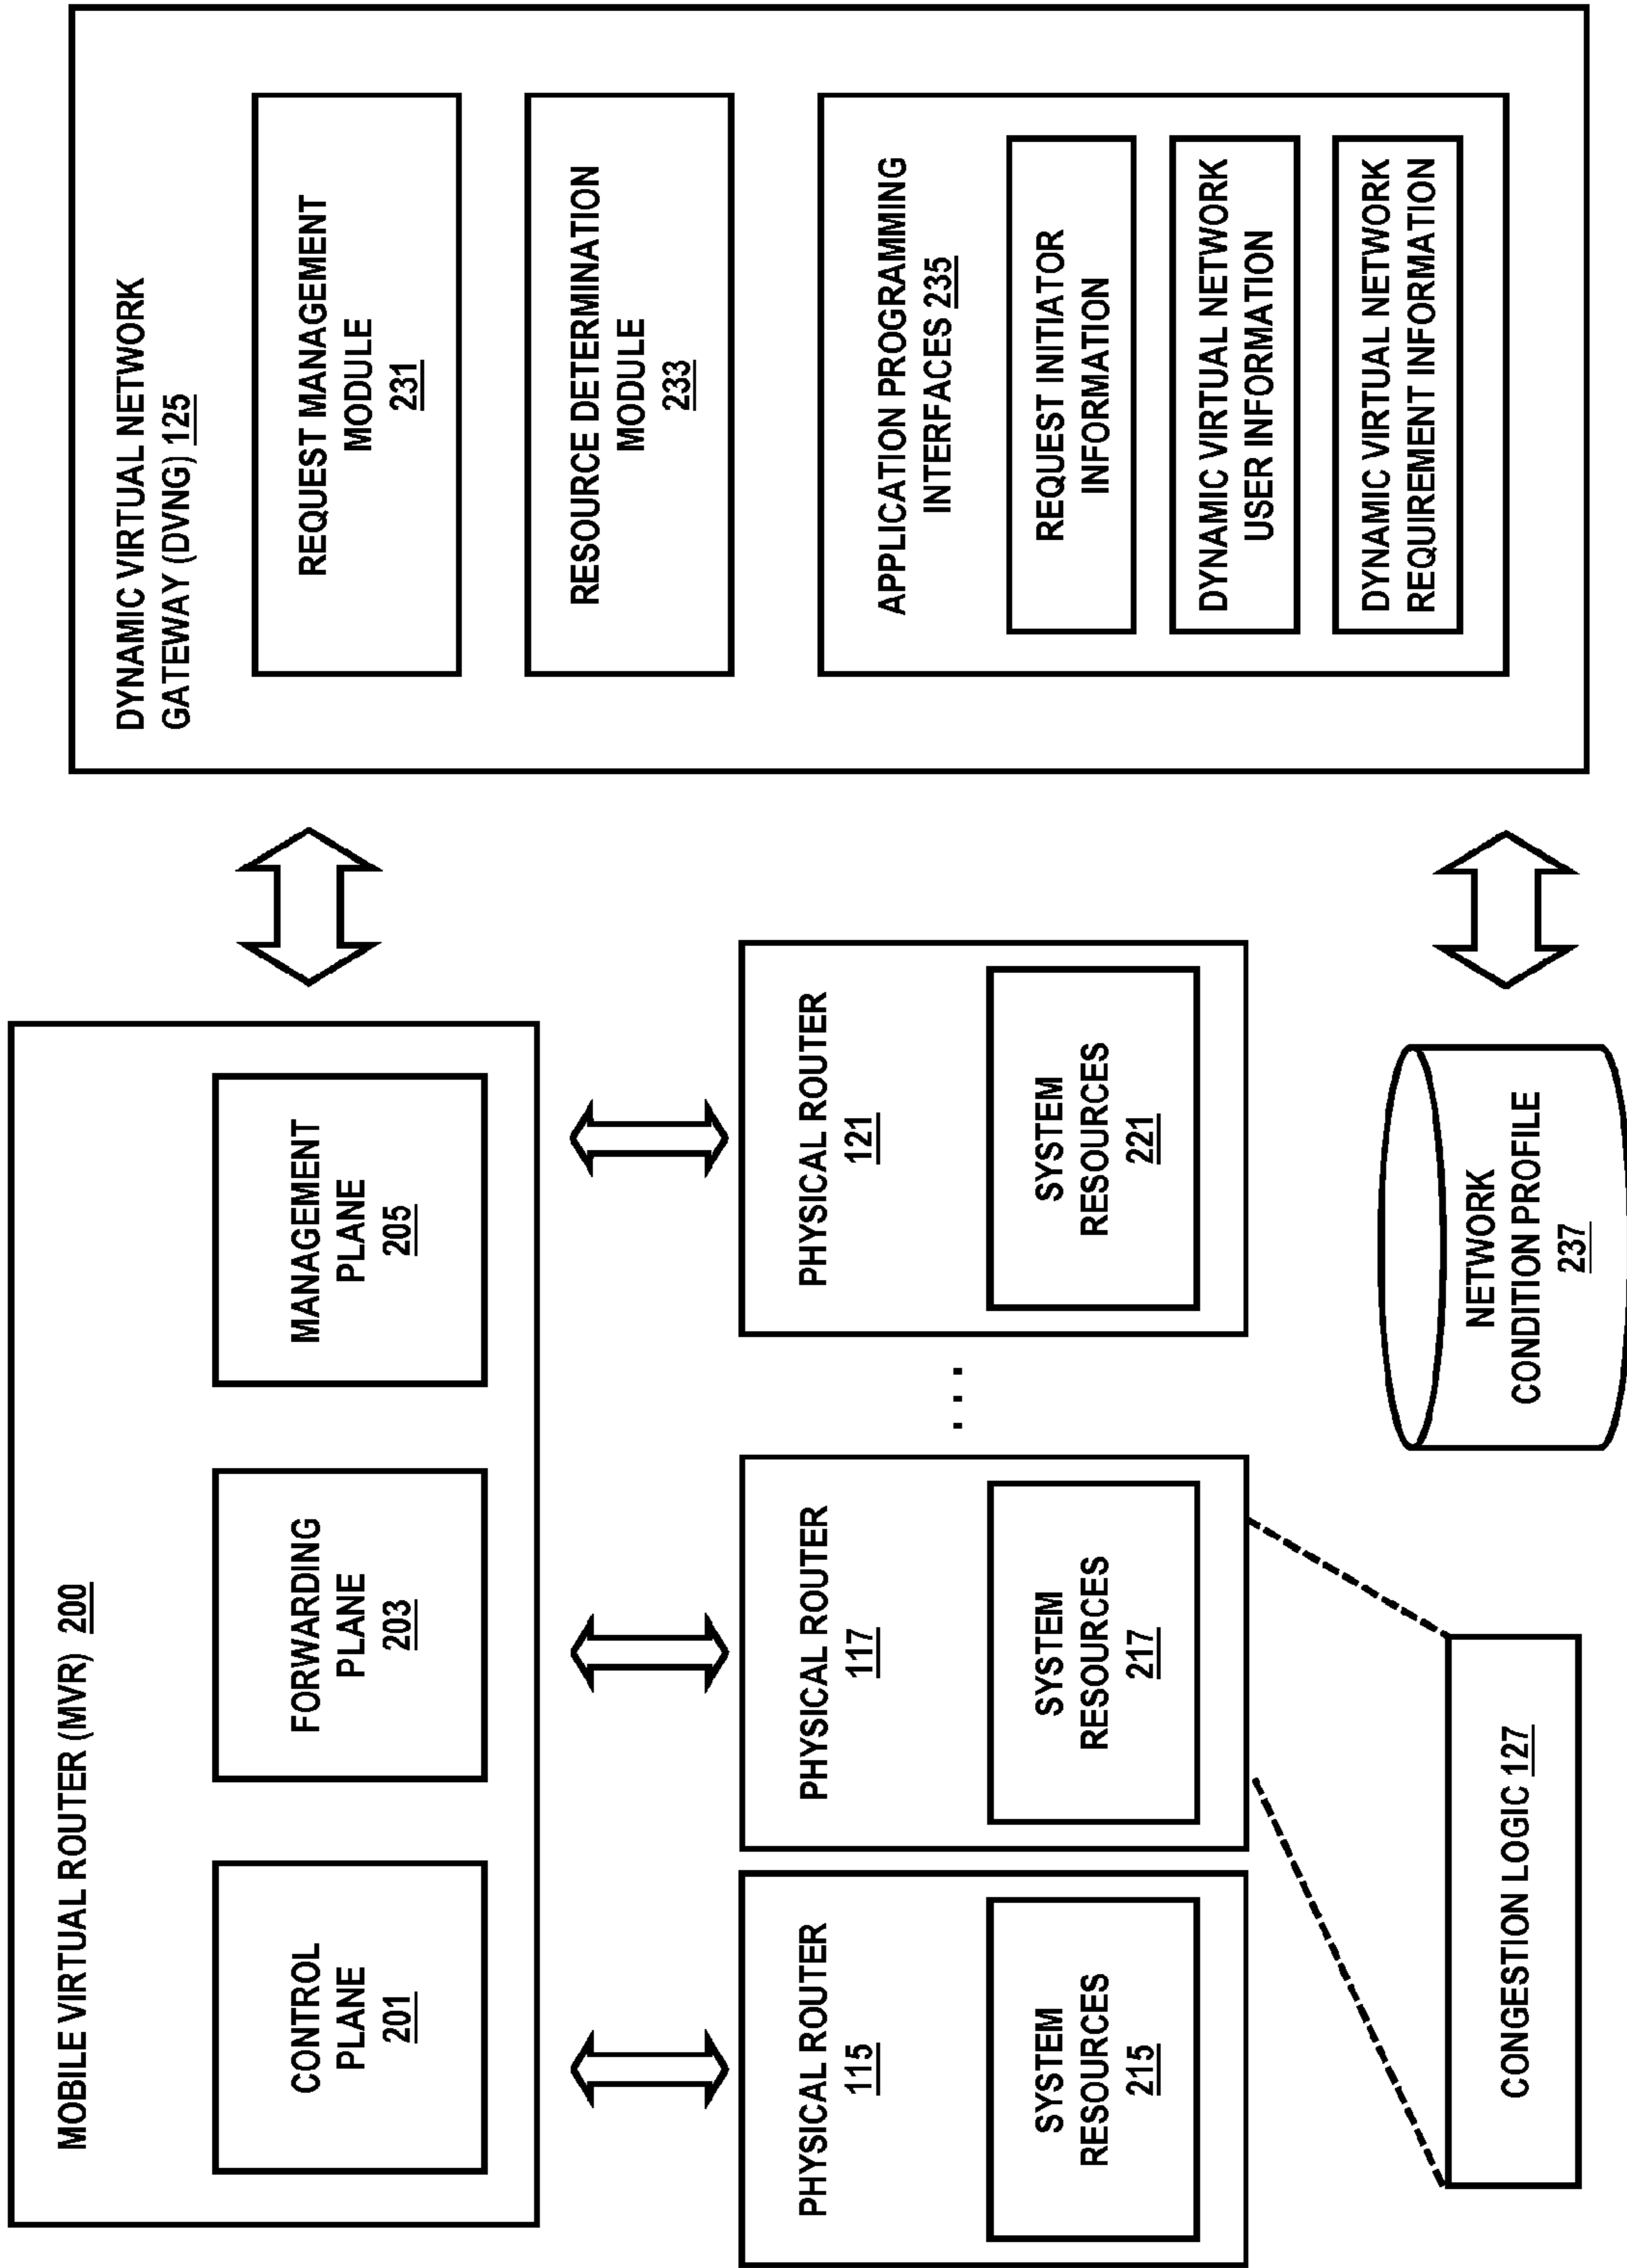 MOBILE VIRTUAL ROUTER (MVR) 200
CONTROL
PLANE
201
FORWARDING
PLANE
203
MANAGEMENT
PLANE
205
PHYSICAL ROUTER
115
SYSTEM
RESOURCES
215
PHYSICAL ROUTER
117
SYSTEM
RESOURCES
217
. . .
PHYSICAL ROUTER
121
SYSTEM
RESOURCES
221
CONGESTION LOGIC 127
NETWORK
CONDITION PROFILE
237
DYNAMIC VIRTUAL NETWORK
GATEWAY (DVNG) 125
REQUEST MANAGEMENT
MODULE
231
RESOURCE DETERMINATION
MODULE
233
APPLICATION PROGRAMMING
INTERFACES 235
REQUEST INITIATOR
INFORMATION
DYNAMIC VIRTUAL NETWORK
USER INFORMATION
DYNAMIC VIRTUAL NETWORK
REQUIREMENT INFORMATION